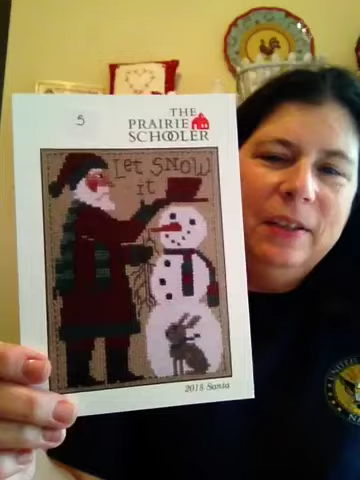 5
THE
PRAIRIE
SCHOOLER
Let SNOW
it
2018 Santa